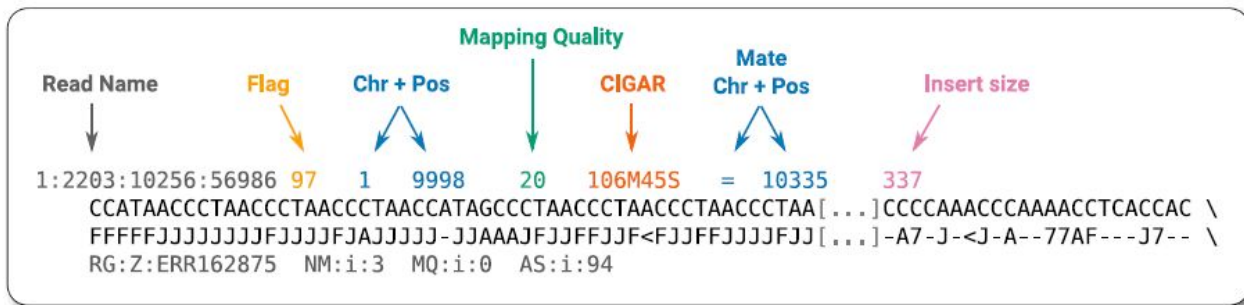 Mapping Quality
Read Name Flag Chr + Pos CIGAR Mate Chr + Pos Insert size
1:2203:10256:56986 97 1 9998 20 106M45S = 10335 337
CCATAACCCTAACCCTAACCCTAACCATAGCCCTAACCCTAACCCTAACCCTAA[...]CCCCAAACCCAAAACCTCACCAC \
FFFFFJJJJJJJJFJJJJFJAJJJJJ-JJAAAJFJJFFJJF<FJJFFJJJJFJJ[...]-A7-J-<J-A--77AF---J7-- \
RG:Z:ERR162875 NM:i:3 MQ:i:0 AS:i:94